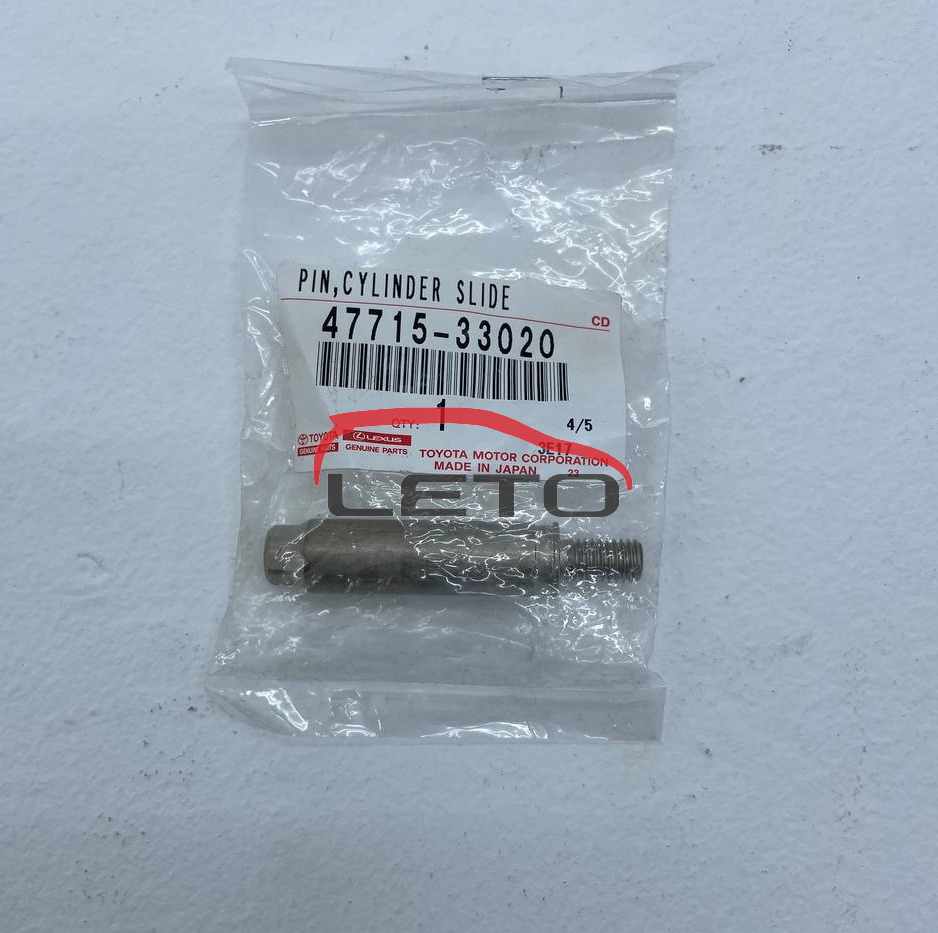 PIN,CYLINDER SLIDE
CD
47715-33020
QTY: 1 4/5
3E17
TOYOTA LEXUS
GENUINE PARTS GENUINE PARTS
TOYOTA MOTOR CORPORATION
MADE IN JAPAN 23
LETO